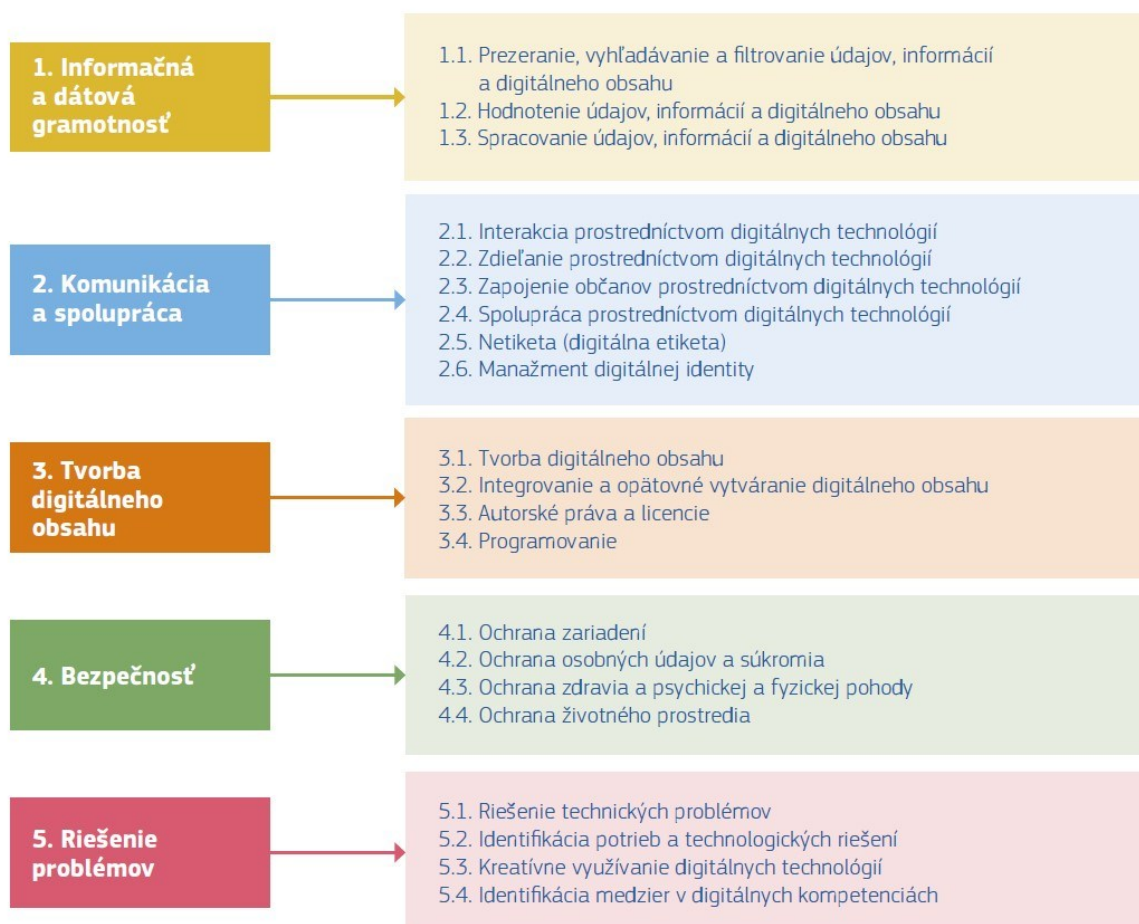 1. Informačná
a dátová
gramotnosť
1.1. Prezeranie, vyhľadávanie a filtrovanie údajov, informácií
a digitálneho obsahu
1.2. Hodnotenie údajov, informácií a digitálneho obsahu
1.3. Spracovanie údajov, informácií a digitálneho obsahu
2. Komunikácia
a spolupráca
2.1. Interakcia prostredníctvom digitálnych technológií
2.2. Zdieľanie prostredníctvom digitálnych technológií
2.3. Zapojenie občanov prostredníctvom digitálnych technológií
2.4. Spolupráca prostredníctvom digitálnych technológií
2.5. Netiketa (digitálna etiketa)
2.6. Manažment digitálnej identity
3. Tvorba
digitálneho
obsahu
3.1. Tvorba digitálneho obsahu
3.2. Integrovanie a opätovné vytváranie digitálneho obsahu
3.3. Autorské práva a licencie
3.4. Programovanie
4. Bezpečnosť
4.1. Ochrana zariadení
4.2. Ochrana osobných údajov a súkromia
4.3. Ochrana zdravia a psychickej a fyzickej pohody
4.4. Ochrana životného prostredia
5. Riešenie
problémov
5.1. Riešenie technických problémov
5.2. Identifikácia potrieb a technologických riešení
5.3. Kreatívne využívanie digitálnych technológií
5.4. Identifikácia medzier v digitálnych kompetenciách